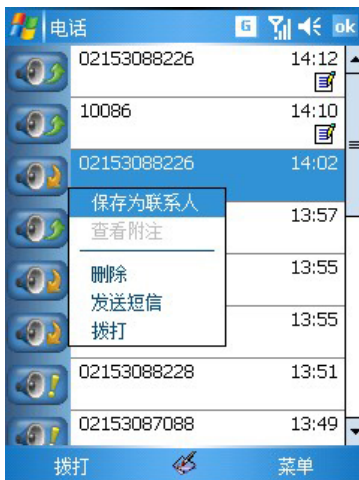 电话 G ok
02153088226 14:12
10086 14:10
02153088226 14:02
保存为联系人
13:57
查看附注
删除
13:55
发送短信
拨打
13:55
02153088228 13:51
02153087088 13:49
拨打 菜单